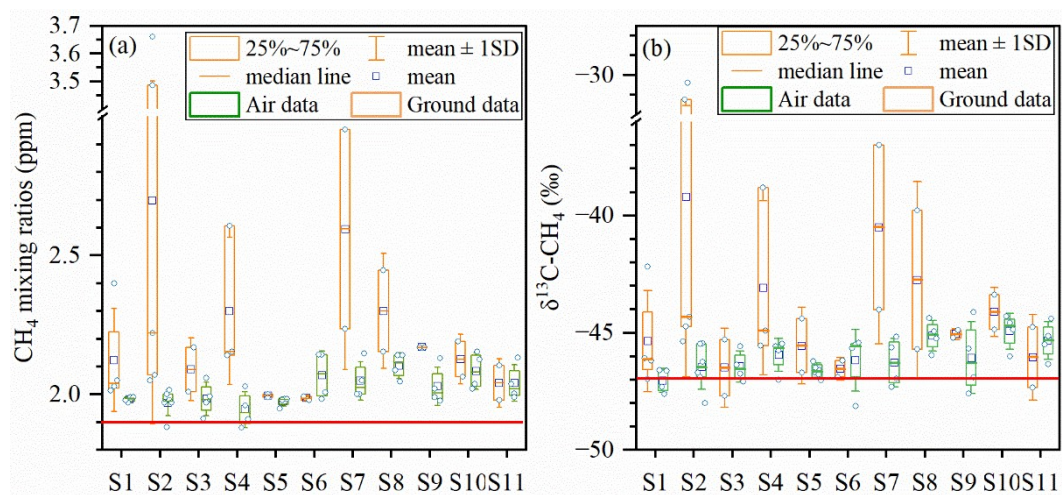 (a)
25%~75%
mean ± 1SD
median line
mean
Air data
Ground data
CH₄ mixing ratios (ppm)
3.7
3.6
3.5
2.5
2.0
S1 S2 S3 S4 S5 S6 S7 S8 S9 S10 S11
(b)
25%~75%
mean ± 1SD
median line
mean
Air data
Ground data
δ¹³C-CH₄ (‰)
−30
−40
−45
−50
S1 S2 S3 S4 S5 S6 S7 S8 S9 S10 S11